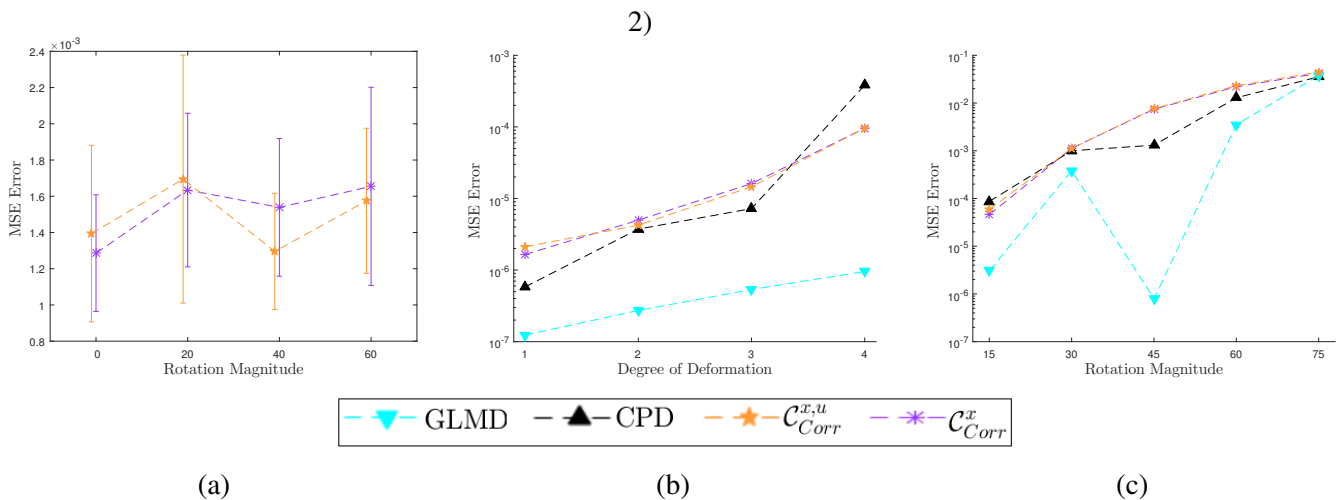 2)
×10⁻³
2.4
2.2
2
1.8
1.6
1.4
1.2
1
0.8
MSE Error
0 20 40 60
Rotation Magnitude
10⁻³
10⁻⁴
10⁻⁵
10⁻⁶
10⁻⁷
MSE Error
1 2 3 4
Degree of Deformation
10⁻¹
10⁻²
10⁻³
10⁻⁴
10⁻⁵
10⁻⁶
10⁻⁷
MSE Error
15 30 45 60 75
Rotation Magnitude
GLMD CPD 𝒞^{x,u}_{Corr} 𝒞^{x}_{Corr}
(a) (b) (c)